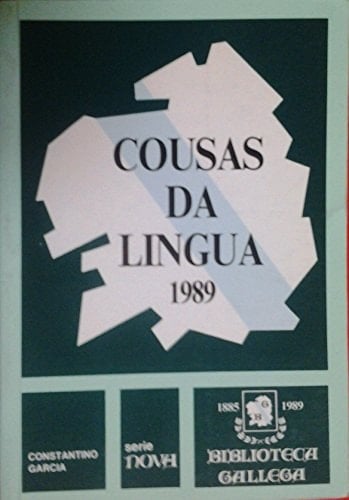 COUSAS
DA
LINGUA
1989
CONSTANTINO
GARCIA
serie
NOVA
1885 1989
B G
BIBLIOTECA
GALLEGA